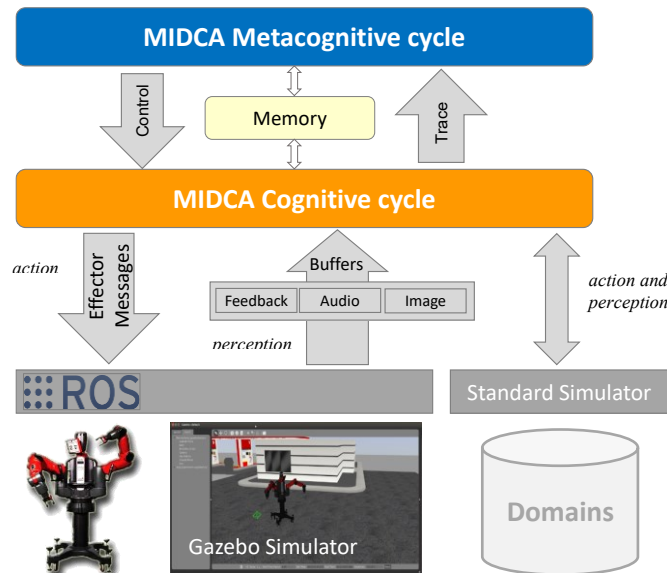 MIDCA Metacognitive cycle
Control
Memory
Trace
MIDCA Cognitive cycle
action
Effector
Messages
Buffers
Feedback
Audio
Image
perception
action and
perception
ROS
Standard Simulator
Gazebo Simulator
Domains